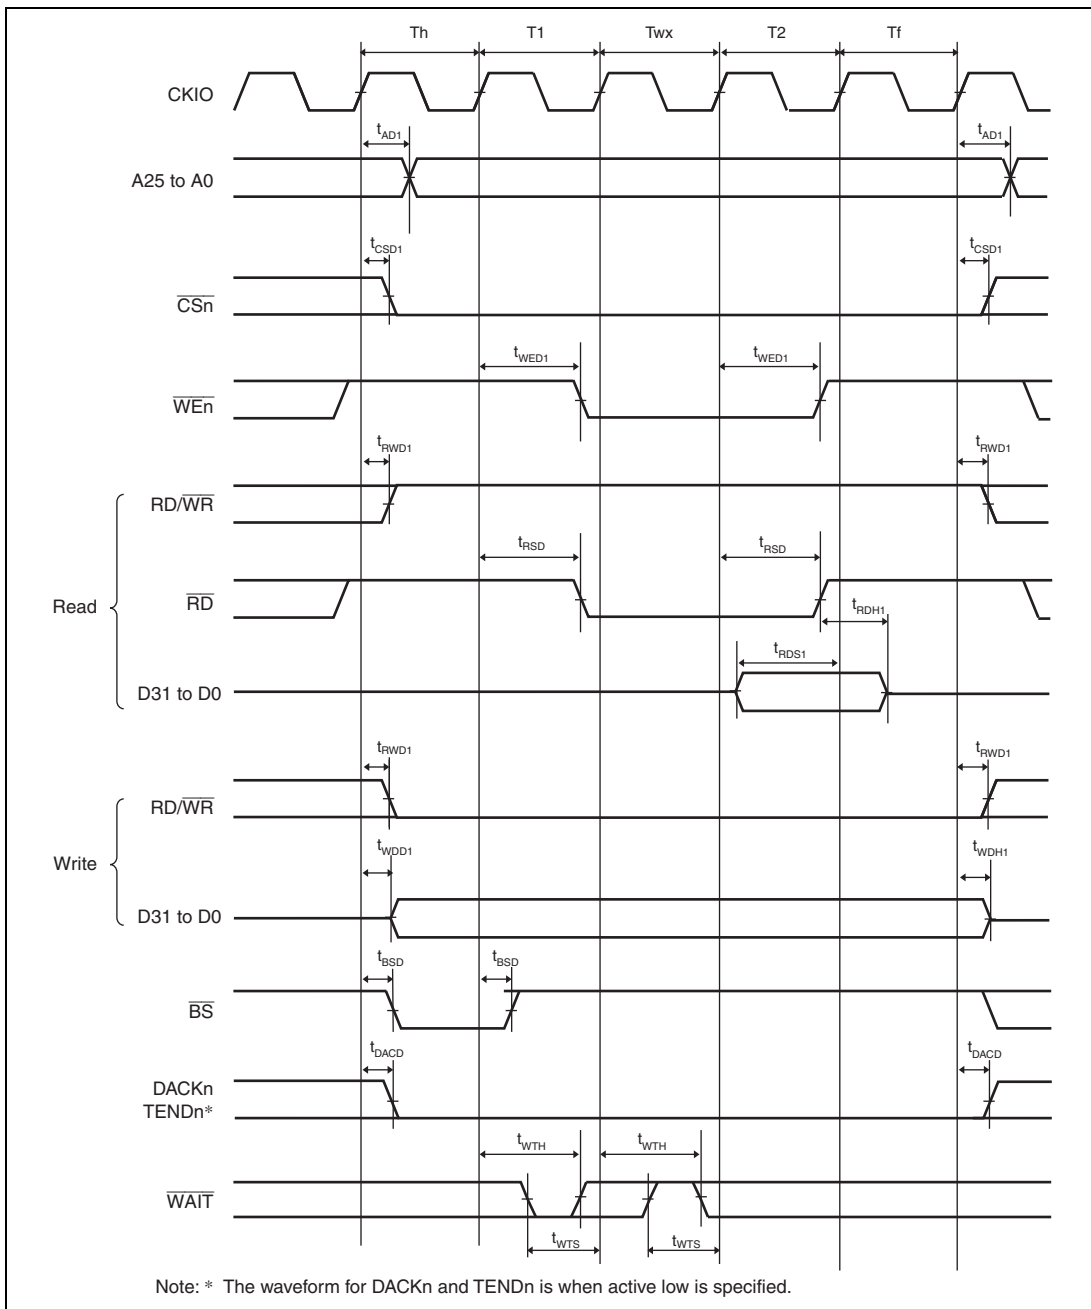 Th T1 Twx T2 Tf
CKIO
tAD1 tAD1
A25 to A0
tCSD1 tCSD1
CSn
tWED1 tWED1
WEn
tRWD1 tRWD1
RD/WR
tRSD tRSD
Read
RD
tRDH1
tRDS1
D31 to D0
tRWD1 tRWD1
RD/WR
Write
tWDD1 tWDH1
D31 to D0
tBSD tBSD
BS
tDACD tDACD
DACKn
TENDn*
tWTH tWTH
WAIT
tWTS tWTS
Note: * The waveform for DACKn and TENDn is when active low is specified.